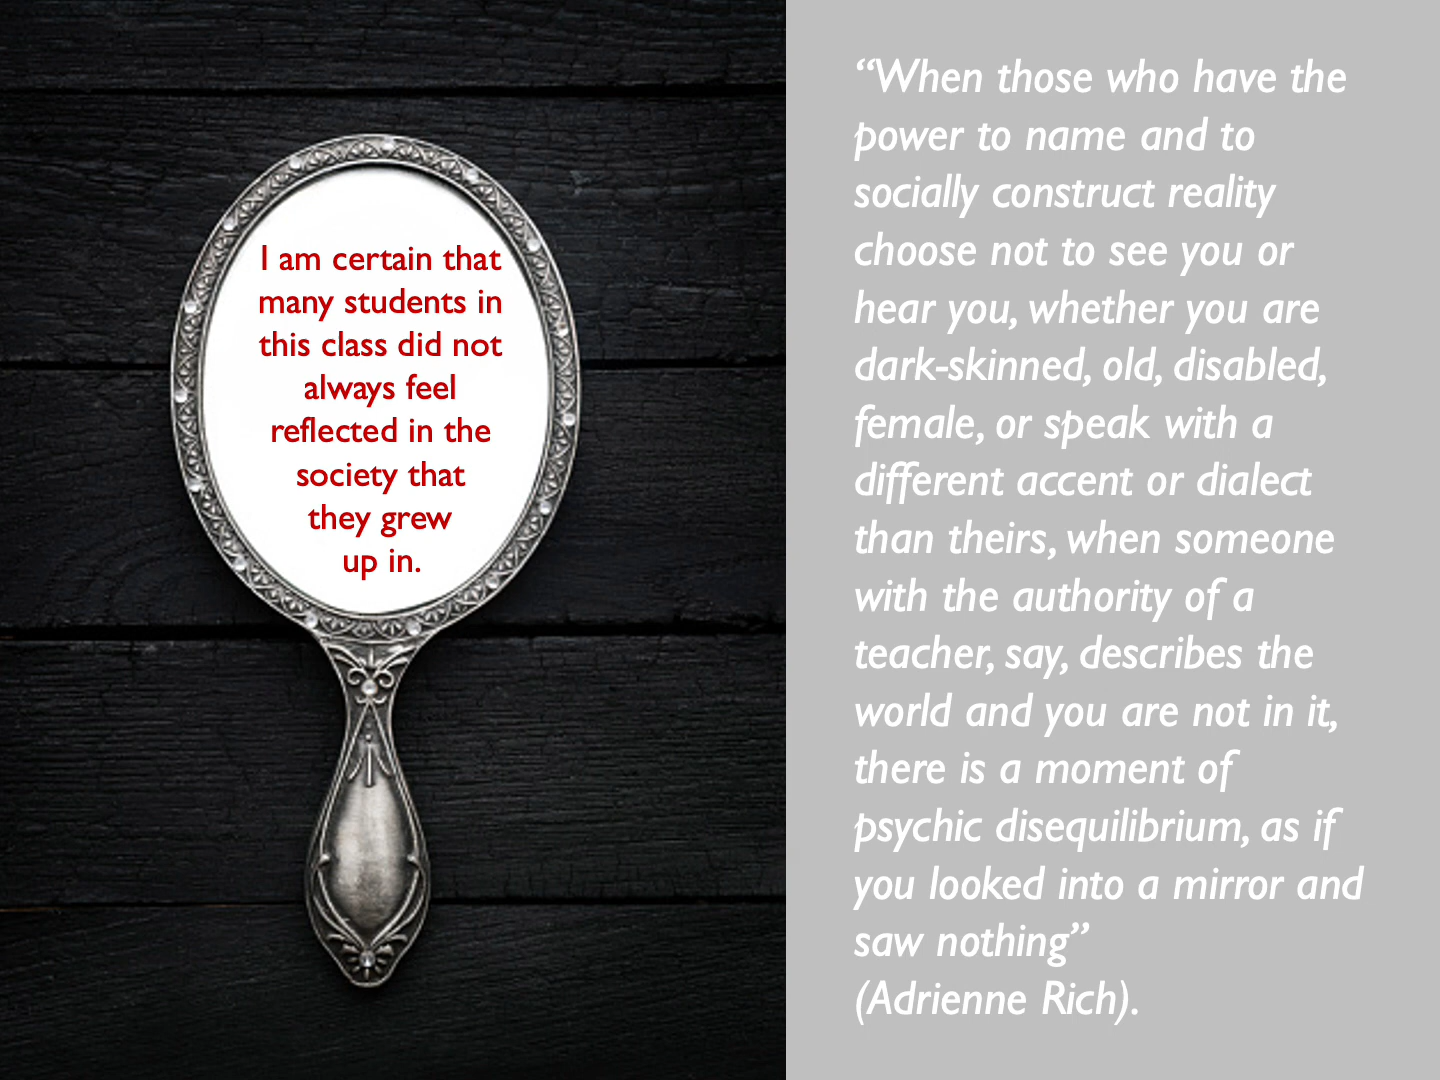 I am certain that
many students in
this class did not
always feel
reflected in the
society that
they grew
up in.
“When those who have the
power to name and to
socially construct reality
choose not to see you or
hear you, whether you are
dark-skinned, old, disabled,
female, or speak with a
different accent or dialect
than theirs, when someone
with the authority of a
teacher, say, describes the
world and you are not in it,
there is a moment of
psychic disequilibrium, as if
you looked into a mirror and
saw nothing”
(Adrienne Rich).